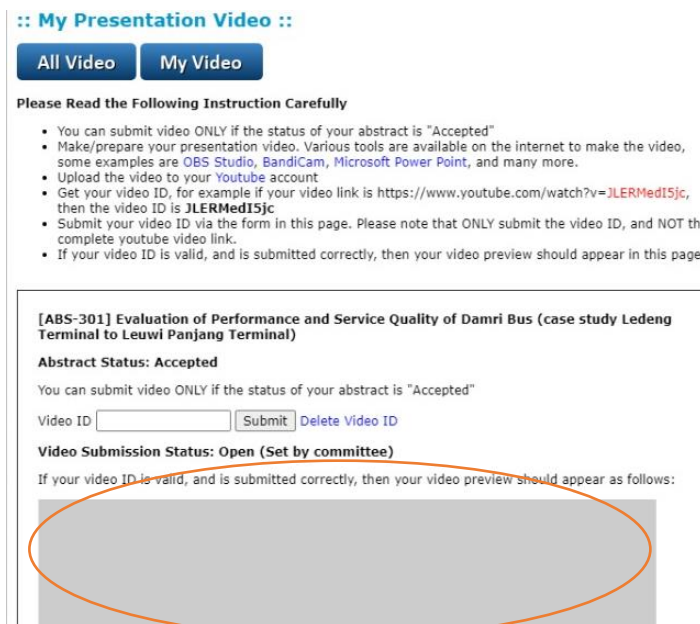 :: My Presentation Video ::
All Video My Video
Please Read the Following Instruction Carefully
• You can submit video ONLY if the status of your abstract is "Accepted"
• Make/prepare your presentation video. Various tools are available on the internet to make the video,
some examples are OBS Studio, BandiCam, Microsoft Power Point, and many more.
• Upload the video to your Youtube account
• Get your video ID, for example if your video link is https://www.youtube.com/watch?v=JLERMedI5jc,
then the video ID is JLERMedI5jc
• Submit your video ID via the form in this page. Please note that ONLY submit the video ID, and NOT th
complete youtube video link.
• If your video ID is valid, and is submitted correctly, then your video preview should appear in this page
[ABS-301] Evaluation of Performance and Service Quality of Damri Bus (case study Ledeng
Terminal to Leuwi Panjang Terminal)
Abstract Status: Accepted
You can submit video ONLY if the status of your abstract is "Accepted"
Video ID Submit Delete Video ID
Video Submission Status: Open (Set by committee)
If your video ID is valid, and is submitted correctly, then your video preview should appear as follows: